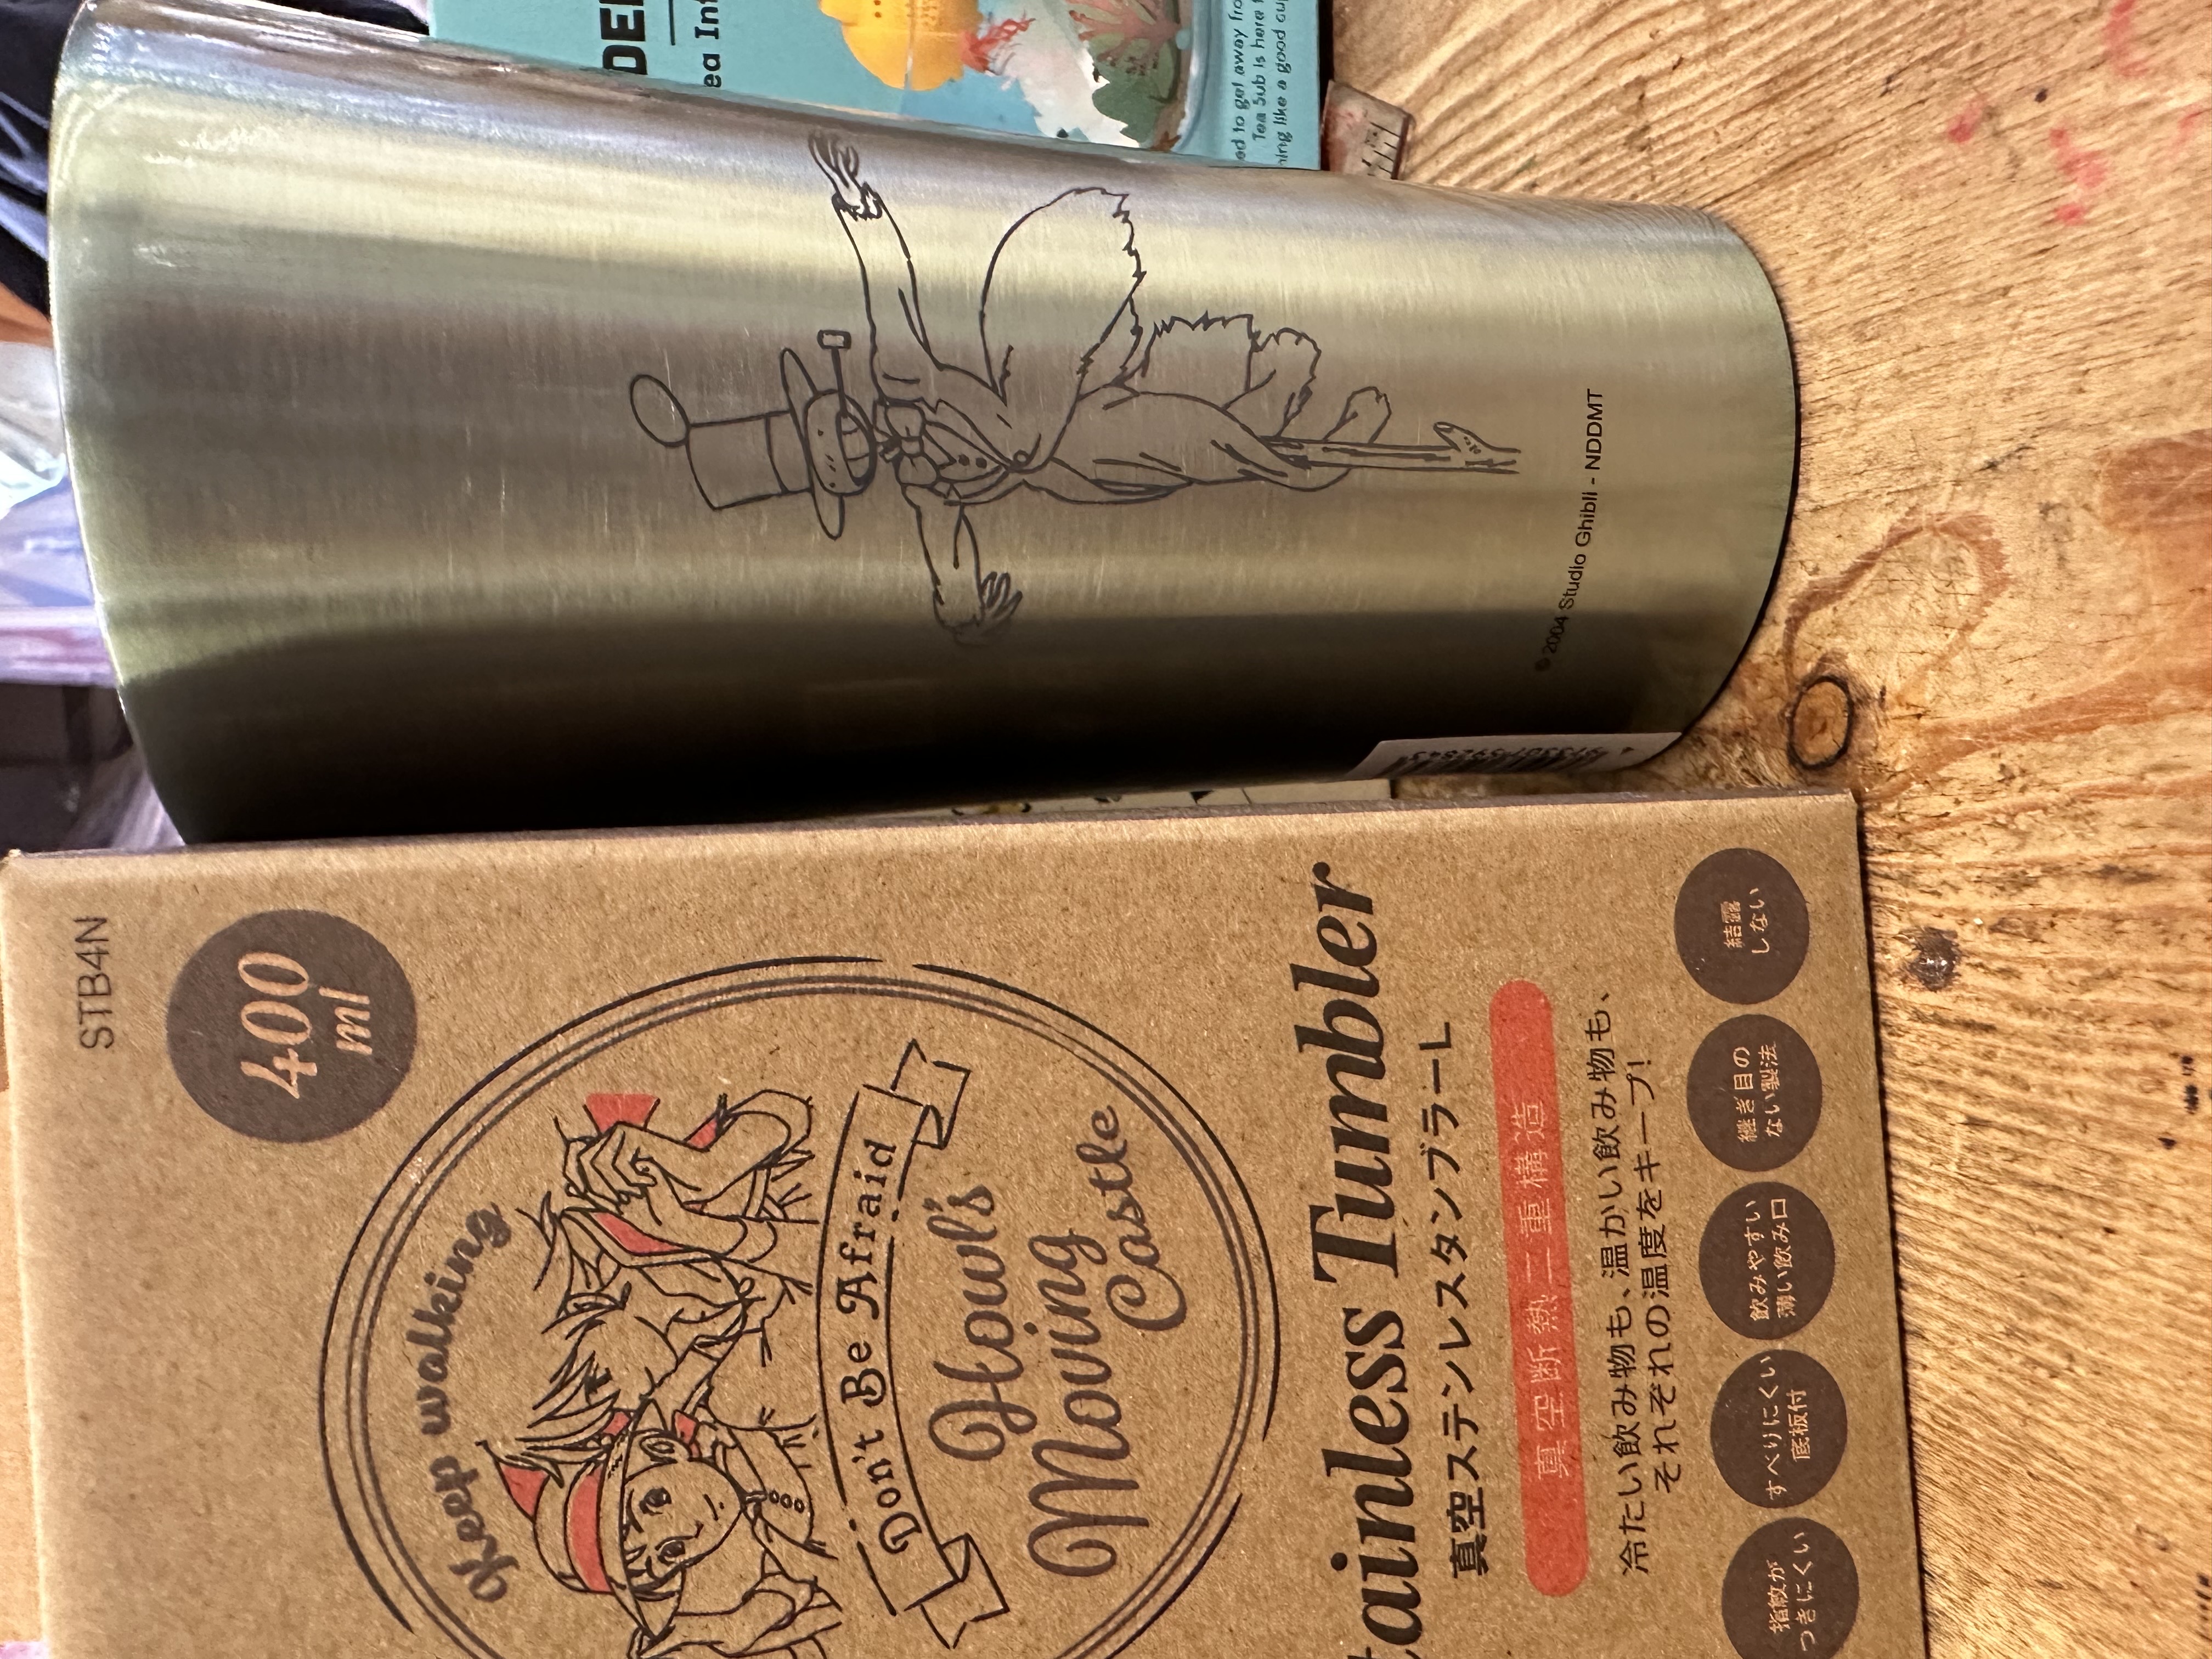 STB4N
400
ml
Keep walking
Don't Be Afraid
Howl's
Moving
Castle
tainless Tumbler
真空ステンレスタンブラーL
真空断熱二重構造
冷たい飲み物も、温かい飲み物も、
それぞれの温度をキープ!
指紋が
つきにくい
すべりにくい
底板付
飲みやすい
薄い飲み口
継ぎ目の
ない製法
結露
しない
© 2004 Studio Ghibli - NDDMT
DE
ea In
ed to get away fro
Tea Sub is here
ning like a good cu